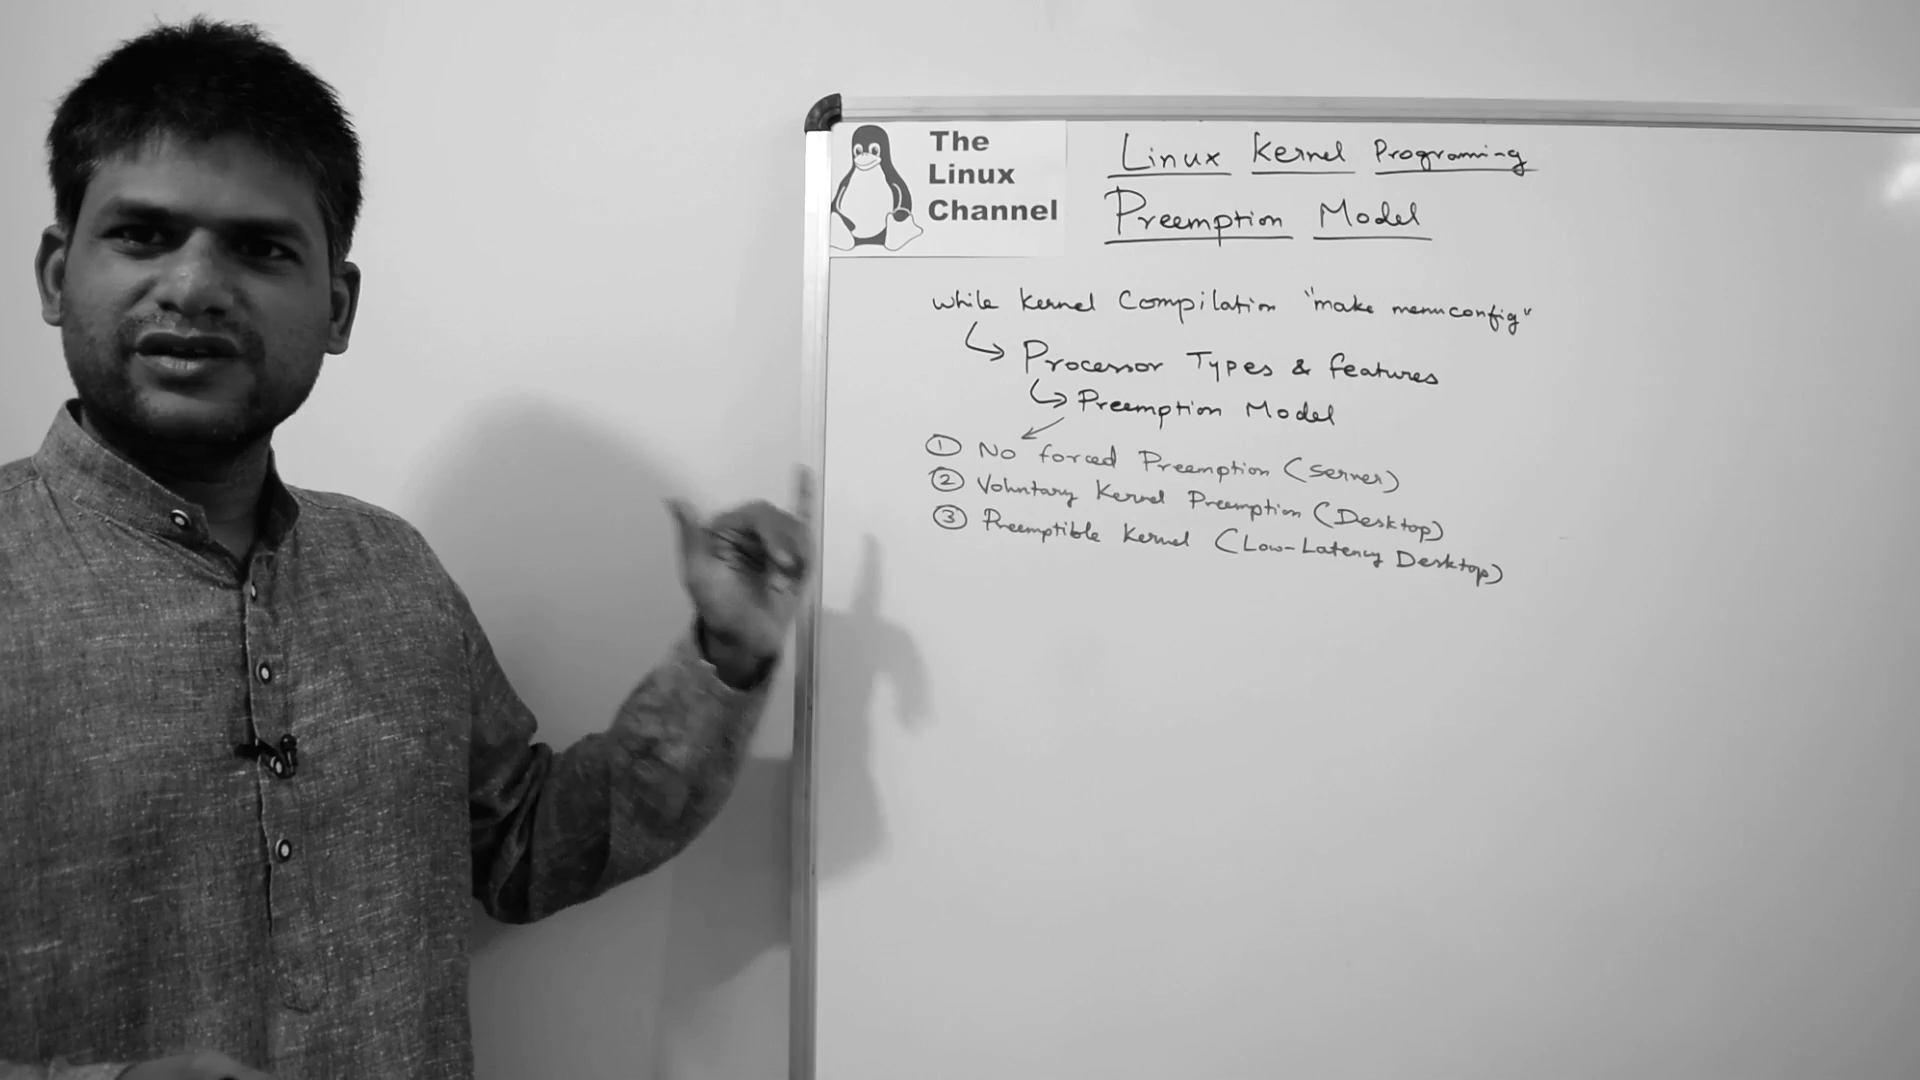 The
Linux
Channel
Linux Kernel Programing
Preemption Model
while Kernel Compilation "make menuconfig"
Processor Types & features
Preemption Model
① No forced Preemption (Server)
② Voluntary Kernel Preemption (Desktop)
③ Preemptible Kernel (Low-Latency Desktop)